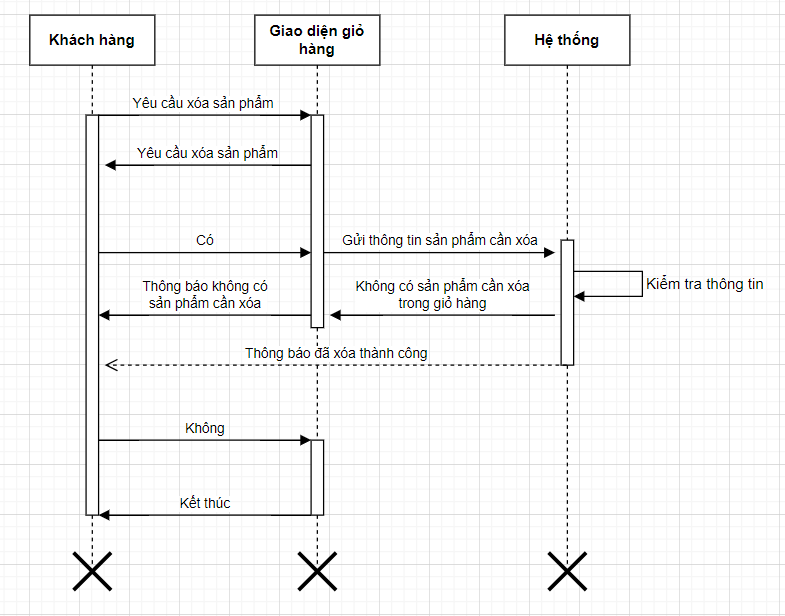 Khách hàng
Giao diện giỏ
hàng
Hệ thống
Yêu cầu xóa sản phẩm
Yêu cầu xóa sản phẩm
Có
Gửi thông tin sản phẩm cần xóa
Kiểm tra thông tin
Thông báo không có
sản phẩm cần xóa
Không có sản phẩm cần xóa
trong giỏ hàng
Thông báo đã xóa thành công
Không
Kết thúc